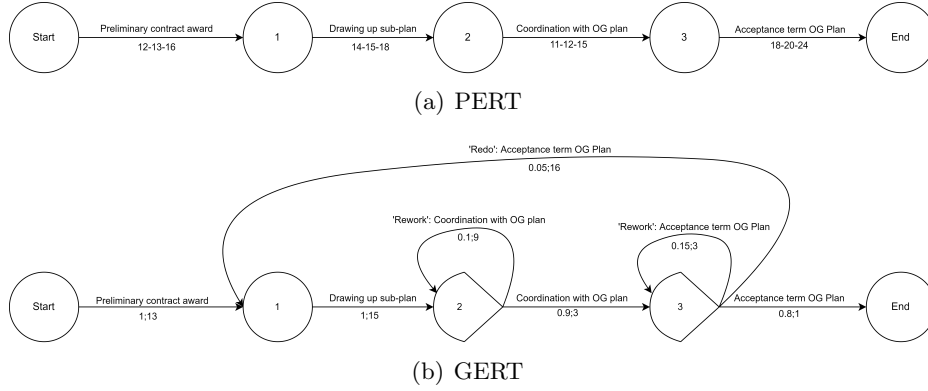 Start
Preliminary contract award
12-13-16
1
Drawing up sub-plan
14-15-18
2
Coordination with OG plan
11-12-15
3
Acceptance term OG Plan
18-20-24
End
(a) PERT
'Redo': Acceptance term OG Plan
0.05;16
'Rework': Coordination with OG plan
0.1;9
'Rework': Acceptance term OG Plan
0.15;3
Start
Preliminary contract award
1;13
1
Drawing up sub-plan
1;15
2
Coordination with OG plan
0.9;3
3
Acceptance term OG Plan
0.8;1
End
(b) GERT